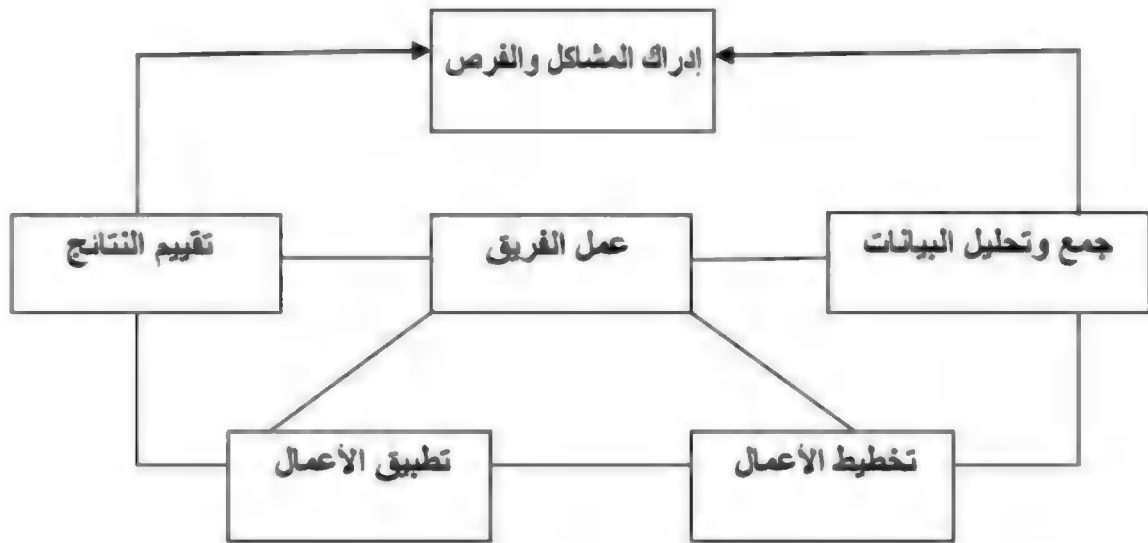 إدراك المشاكل والفرص
جمع وتحليل البيانات
عمل الفريق
تقييم النتائج
تخطيط الأعمال
تطبيق الأعمال